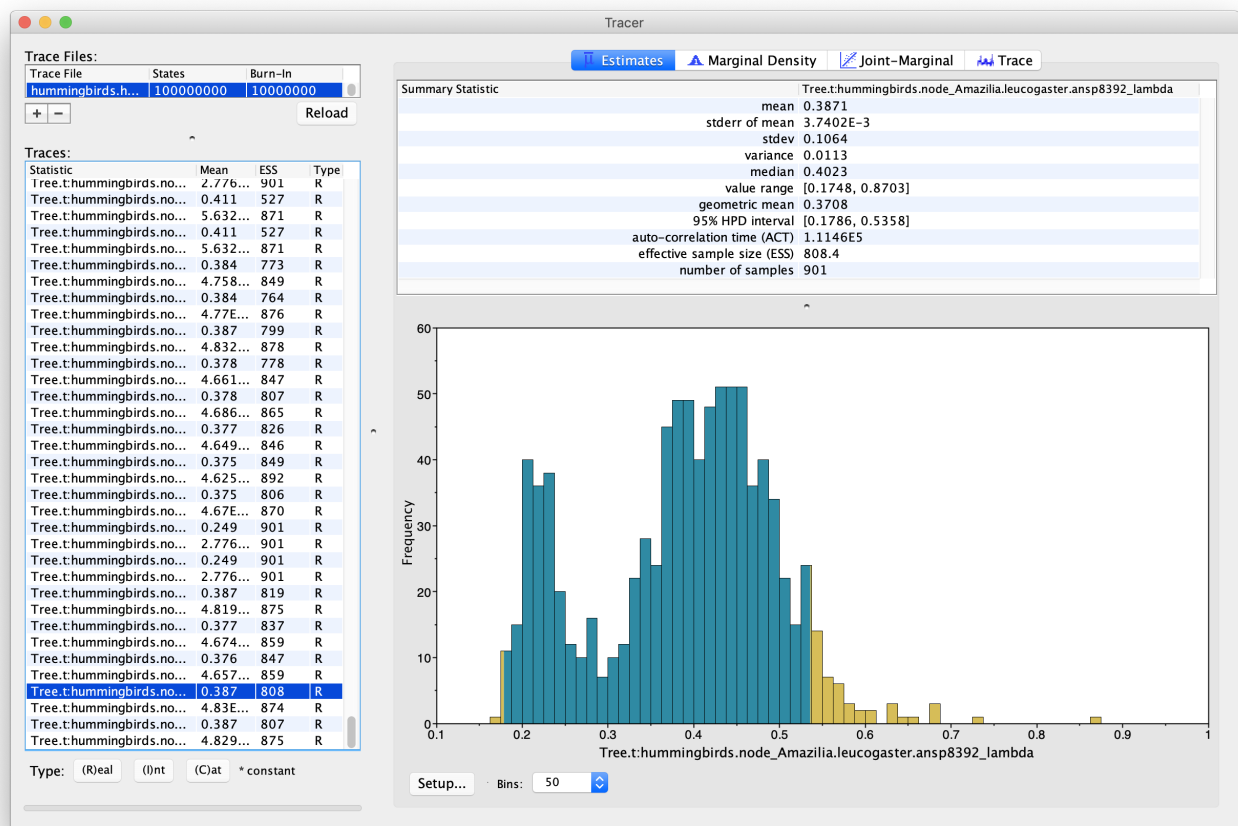 Tracer
Trace Files:
Trace File States Burn-In
hummingbirds.h... 100000000 10000000
+ − Reload
Traces:
Statistic Mean ESS Type
Tree.t:hummingbirds.no... 2.776... 901 R
Tree.t:hummingbirds.no... 0.411 527 R
Tree.t:hummingbirds.no... 5.632... 871 R
Tree.t:hummingbirds.no... 0.411 527 R
Tree.t:hummingbirds.no... 5.632... 871 R
Tree.t:hummingbirds.no... 0.384 773 R
Tree.t:hummingbirds.no... 4.758... 849 R
Tree.t:hummingbirds.no... 0.384 764 R
Tree.t:hummingbirds.no... 4.77E... 876 R
Tree.t:hummingbirds.no... 0.387 799 R
Tree.t:hummingbirds.no... 4.832... 878 R
Tree.t:hummingbirds.no... 0.378 778 R
Tree.t:hummingbirds.no... 4.661... 847 R
Tree.t:hummingbirds.no... 0.378 807 R
Tree.t:hummingbirds.no... 4.686... 865 R
Tree.t:hummingbirds.no... 0.377 826 R
Tree.t:hummingbirds.no... 4.649... 846 R
Tree.t:hummingbirds.no... 0.375 849 R
Tree.t:hummingbirds.no... 4.625... 892 R
Tree.t:hummingbirds.no... 0.375 806 R
Tree.t:hummingbirds.no... 4.67E... 870 R
Tree.t:hummingbirds.no... 0.249 901 R
Tree.t:hummingbirds.no... 2.776... 901 R
Tree.t:hummingbirds.no... 0.249 901 R
Tree.t:hummingbirds.no... 2.776... 901 R
Tree.t:hummingbirds.no... 0.387 819 R
Tree.t:hummingbirds.no... 4.819... 875 R
Tree.t:hummingbirds.no... 0.377 837 R
Tree.t:hummingbirds.no... 4.674... 859 R
Tree.t:hummingbirds.no... 0.376 847 R
Tree.t:hummingbirds.no... 4.657... 859 R
Tree.t:hummingbirds.no... 0.387 808 R
Tree.t:hummingbirds.no... 4.83E... 874 R
Tree.t:hummingbirds.no... 0.387 807 R
Tree.t:hummingbirds.no... 4.829... 875 R
Type: (R)eal (I)nt (C)at * constant
Estimates Marginal Density Joint-Marginal Trace
Summary Statistic Tree.t:hummingbirds.node_Amazilia.leucogaster.ansp8392_lambda
mean 0.3871
stderr of mean 3.7402E-3
stdev 0.1064
variance 0.0113
median 0.4023
value range [0.1748, 0.8703]
geometric mean 0.3708
95% HPD interval [0.1786, 0.5358]
auto-correlation time (ACT) 1.1146E5
effective sample size (ESS) 808.4
number of samples 901
60
50
40
30
20
10
0
Frequency
0.1 0.2 0.3 0.4 0.5 0.6 0.7 0.8 0.9 1
Tree.t:hummingbirds.node_Amazilia.leucogaster.ansp8392_lambda
Setup... Bins: 50